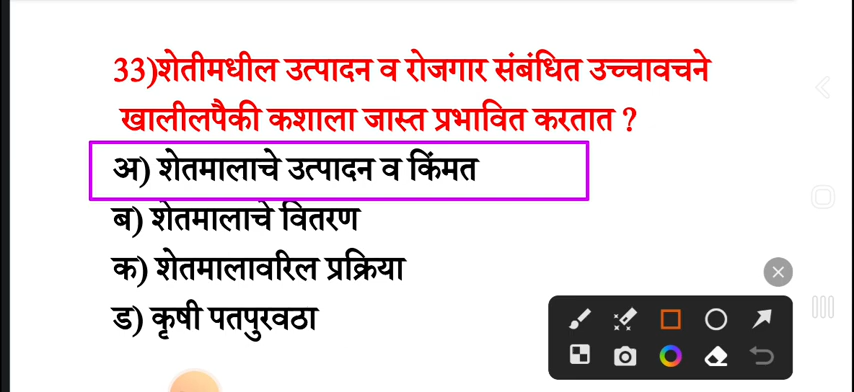 33)शेतीमधील उत्पादन व रोजगार संबंधित उच्चावचने
खालीलपैकी कशाला जास्त प्रभावित करतात ?
अ) शेतमालाचे उत्पादन व किंमत
ब) शेतमालाचे वितरण
क) शेतमालावरिल प्रक्रिया
ड) कृषी पतपुरवठा